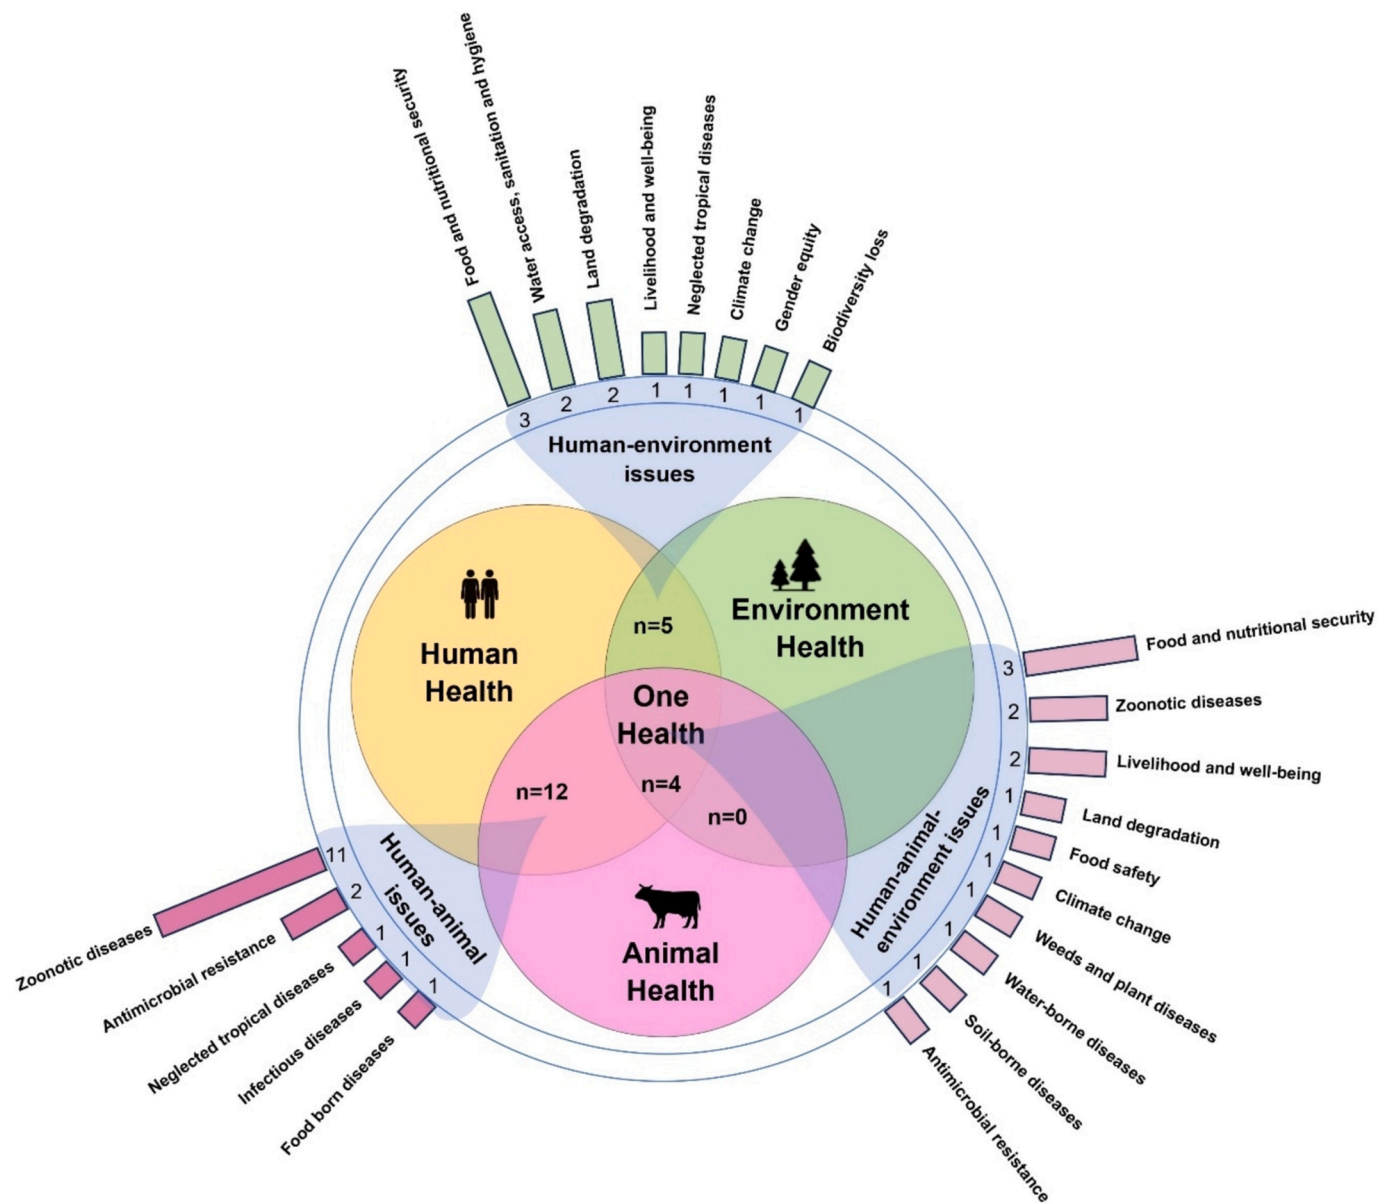 Food and nutritional security
Water access, sanitation and hygiene
Land degradation
Livelihood and well-being
Neglected tropical diseases
Climate change
Gender equity
Biodiversity loss
3
2
2
1
1
1
1
1
Human-environment
issues
Human
Health
Environment
Health
n=5
One
Health
n=4
n=12
n=0
Animal
Health
Human-animal-
environment issues
3
2
2
1
1
1
1
1
1
1
Food and nutritional security
Zoonotic diseases
Livelihood and well-being
Land degradation
Food safety
Climate change
Weeds and plant diseases
Water-borne diseases
Soil-borne diseases
Antimicrobial resistance
Human-animal
issues
11
2
1
1
1
Zoonotic diseases
Antimicrobial resistance
Neglected tropical diseases
Infectious diseases
Food born diseases